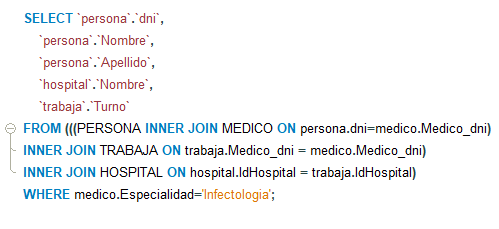 SELECT `persona`.`dni`,
`persona`.`Nombre`,
`persona`.`Apellido`,
`hospital`.`Nombre`,
`trabaja`.`Turno`
FROM (((PERSONA INNER JOIN MEDICO ON persona.dni=medico.Medico_dni)
INNER JOIN TRABAJA ON trabaja.Medico_dni = medico.Medico_dni)
INNER JOIN HOSPITAL ON hospital.IdHospital = trabaja.IdHospital)
WHERE medico.Especialidad='Infectologia';